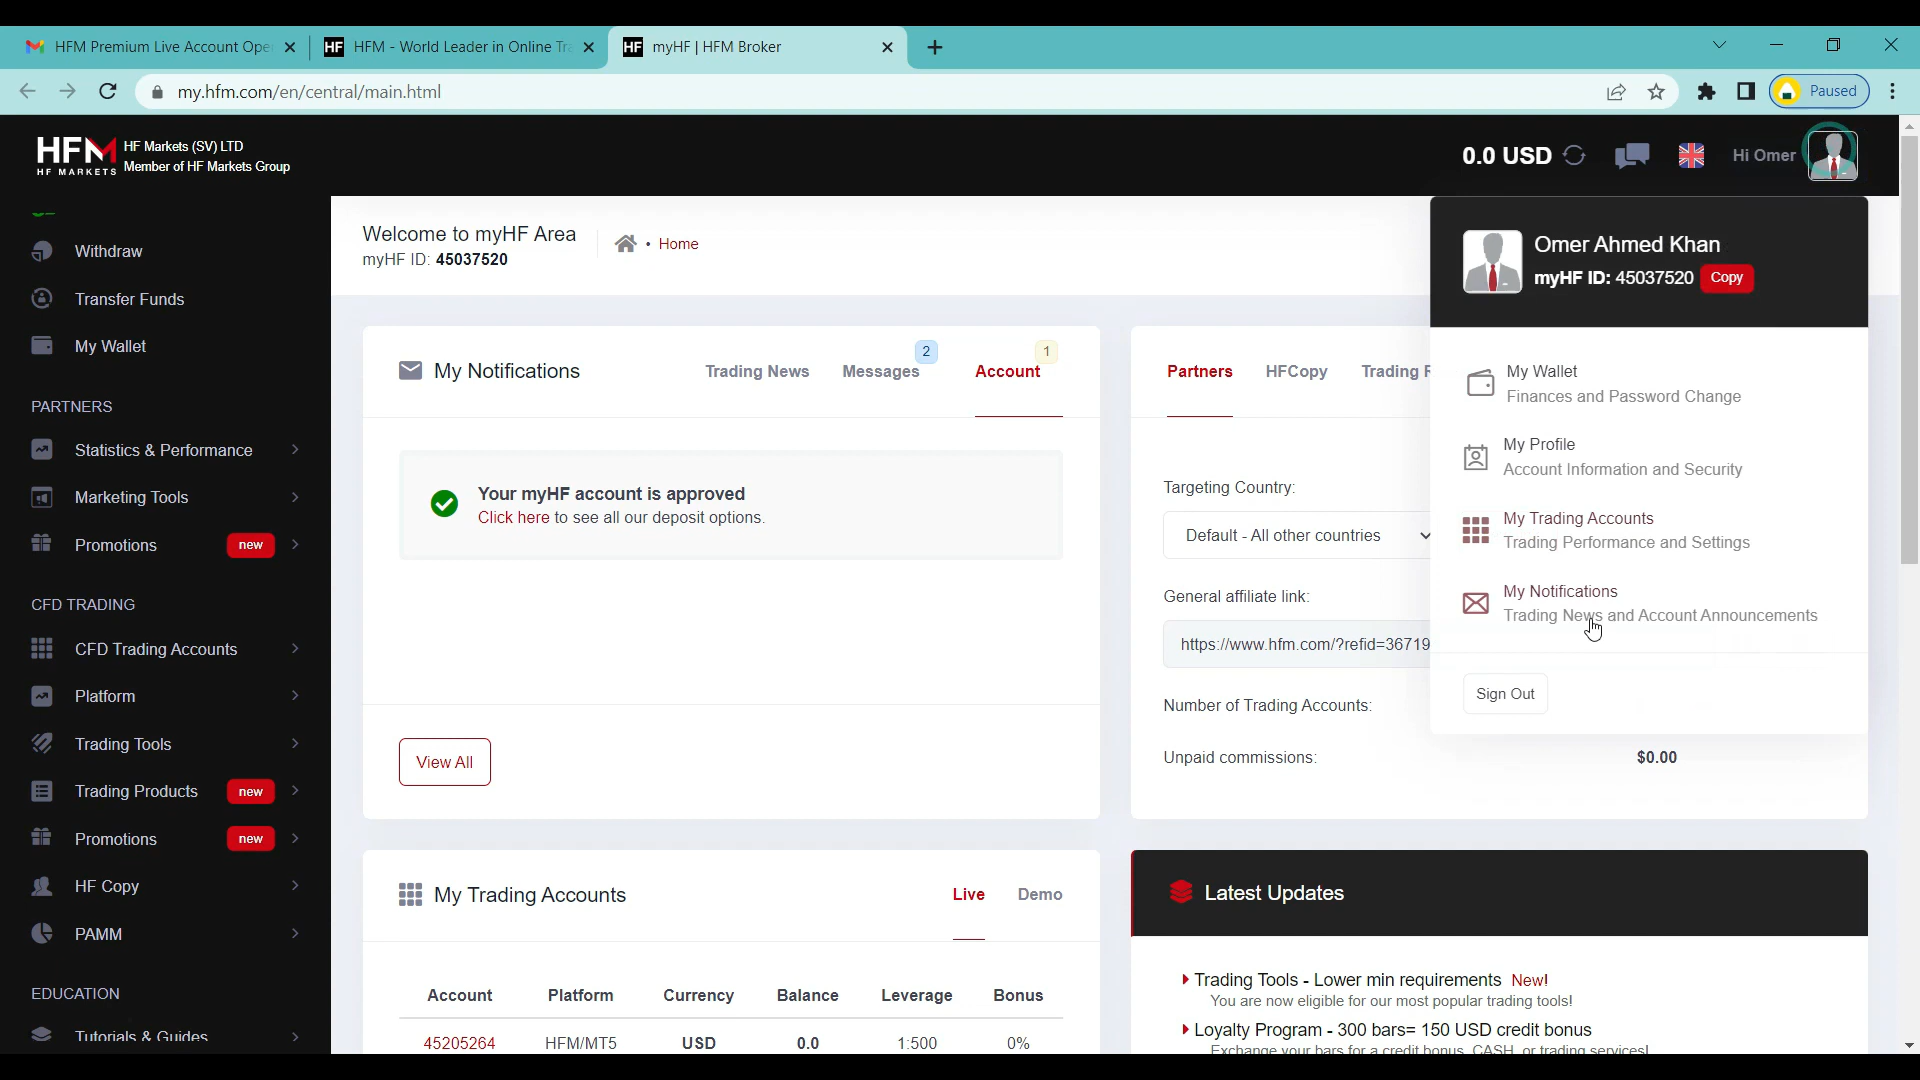 HFM Premium Live Account Ope
HFM - World Leader in Online Tr
myHF | HFM Broker
my.hfm.com/en/central/main.html
Paused
HFM
HF MARKETS
HF Markets (SV) LTD
Member of HF Markets Group
0.0 USD
Hi Omer
Withdraw
Transfer Funds
My Wallet
PARTNERS
Statistics & Performance
Marketing Tools
Promotions new
CFD TRADING
CFD Trading Accounts
Platform
Trading Tools
Trading Products new
Promotions new
HF Copy
PAMM
EDUCATION
Tutorials & Guides
Welcome to myHF Area
myHF ID: 45037520
Home
My Notifications
Trading News
Messages 2
Account 1
Your myHF account is approved
Click here to see all our deposit options.
View All
Partners
HFCopy
Trading
Targeting Country:
Default - All other countries
General affiliate link:
https://www.hfm.com/?refid=36719
Number of Trading Accounts:
Unpaid commissions:
$0.00
Omer Ahmed Khan
myHF ID: 45037520 Copy
My Wallet
Finances and Password Change
My Profile
Account Information and Security
My Trading Accounts
Trading Performance and Settings
My Notifications
Trading News and Account Announcements
Sign Out
My Trading Accounts
Live
Demo
Account Platform Currency Balance Leverage Bonus
45205264 HFM/MT5 USD 0.0 1:500 0%
Latest Updates
Trading Tools - Lower min requirements New!
You are now eligible for our most popular trading tools!
Loyalty Program - 300 bars= 150 USD credit bonus
Exchange your bars for a credit bonus, CASH, or trading services!